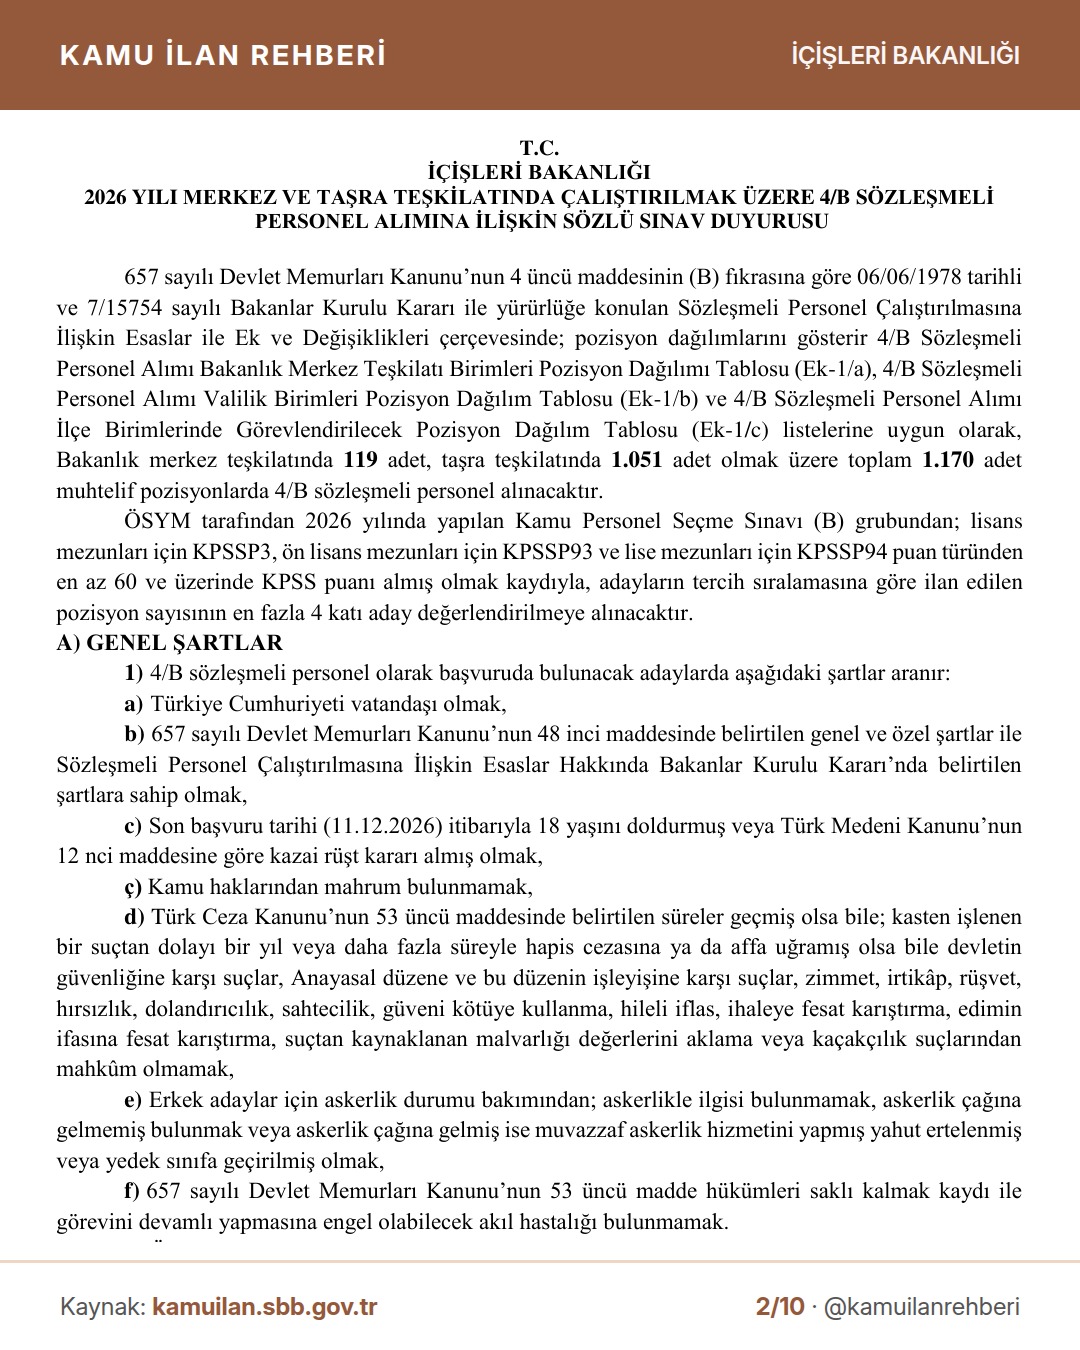 KAMU İLAN REHBERİ
İÇİŞLERİ BAKANLIĞI
T.C.
İÇİŞLERİ BAKANLIĞI
2026 YILI MERKEZ VE TAŞRA TEŞKİLATINDA ÇALIŞTIRILMAK ÜZERE 4/B SÖZLEŞMELİ
PERSONEL ALIMINA İLİŞKİN SÖZLÜ SINAV DUYURUSU
657 sayılı Devlet Memurları Kanunu’nun 4 üncü maddesinin (B) fıkrasına göre 06/06/1978 tarihli
ve 7/15754 sayılı Bakanlar Kurulu Kararı ile yürürlüğe konulan Sözleşmeli Personel Çalıştırılmasına
İlişkin Esaslar ile Ek ve Değişiklikleri çerçevesinde; pozisyon dağılımlarını gösterir 4/B Sözleşmeli
Personel Alımı Bakanlık Merkez Teşkilatı Birimleri Pozisyon Dağılımı Tablosu (Ek-1/a), 4/B Sözleşmeli
Personel Alımı Valilik Birimleri Pozisyon Dağılım Tablosu (Ek-1/b) ve 4/B Sözleşmeli Personel Alımı
İlçe Birimlerinde Görevlendirilecek Pozisyon Dağılım Tablosu (Ek-1/c) listelerine uygun olarak,
Bakanlık merkez teşkilatında 119 adet, taşra teşkilatında 1.051 adet olmak üzere toplam 1.170 adet
muhtelif pozisyonlarda 4/B sözleşmeli personel alınacaktır.
ÖSYM tarafından 2026 yılında yapılan Kamu Personel Seçme Sınavı (B) grubundan; lisans
mezunları için KPSSP3, ön lisans mezunları için KPSSP93 ve lise mezunları için KPSSP94 puan türünden
en az 60 ve üzerinde KPSS puanı almış olmak kaydıyla, adayların tercih sıralamasına göre ilan edilen
pozisyon sayısının en fazla 4 katı aday değerlendirilmeye alınacaktır.
A) GENEL ŞARTLAR
1) 4/B sözleşmeli personel olarak başvuruda bulunacak adaylarda aşağıdaki şartlar aranır:
a) Türkiye Cumhuriyeti vatandaşı olmak,
b) 657 sayılı Devlet Memurları Kanunu’nun 48 inci maddesinde belirtilen genel ve özel şartlar ile
Sözleşmeli Personel Çalıştırılmasına İlişkin Esaslar Hakkında Bakanlar Kurulu Kararı’nda belirtilen
şartlara sahip olmak,
c) Son başvuru tarihi (11.12.2026) itibarıyla 18 yaşını doldurmuş veya Türk Medeni Kanunu’nun
12 nci maddesine göre kazai rüşt kararı almış olmak,
ç) Kamu haklarından mahrum bulunmamak,
d) Türk Ceza Kanunu’nun 53 üncü maddesinde belirtilen süreler geçmiş olsa bile; kasten işlenen
bir suçtan dolayı bir yıl veya daha fazla süreyle hapis cezasına ya da affa uğramış olsa bile devletin
güvenliğine karşı suçlar, Anayasal düzene ve bu düzenin işleyişine karşı suçlar, zimmet, irtikâp, rüşvet,
hırsızlık, dolandırıcılık, sahtecilik, güveni kötüye kullanma, hileli iflas, ihaleye fesat karıştırma, edimin
ifasına fesat karıştırma, suçtan kaynaklanan malvarlığı değerlerini aklama veya kaçakçılık suçlarından
mahkûm olmamak,
e) Erkek adaylar için askerlik durumu bakımından; askerlikle ilgisi bulunmamak, askerlik çağına
gelmemiş bulunmak veya askerlik çağına gelmiş ise muvazzaf askerlik hizmetini yapmış yahut ertelenmiş
veya yedek sınıfa geçirilmiş olmak,
f) 657 sayılı Devlet Memurları Kanunu’nun 53 üncü madde hükümleri saklı kalmak kaydı ile
görevini devamlı yapmasına engel olabilecek akıl hastalığı bulunmamak.
Kaynak: kamuilan.sbb.gov.tr
2/10 · @kamuilanrehberi